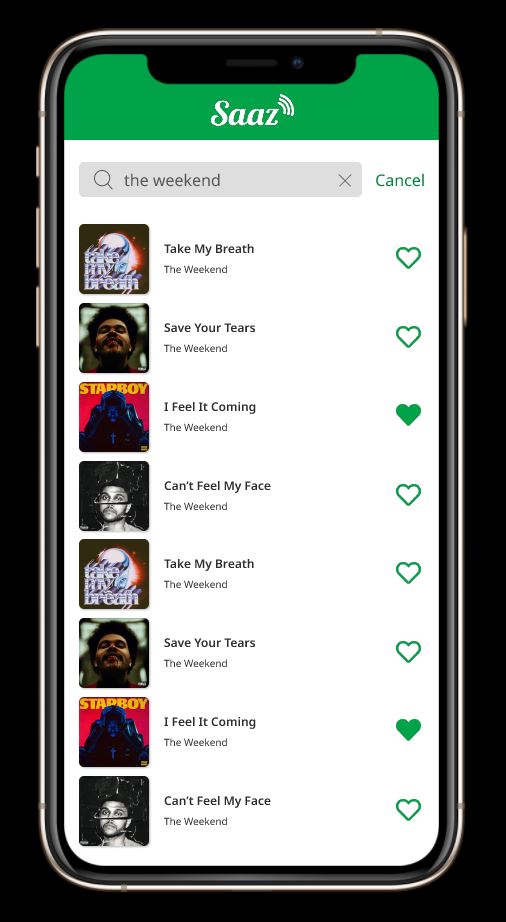 Saaz
the weekend
Cancel
take
my
breath
Take My Breath
The Weekend
Save Your Tears
The Weekend
STARBOY
I Feel It Coming
The Weekend
Can't Feel My Face
The Weekend
take
my
breath
Take My Breath
The Weekend
Save Your Tears
The Weekend
STARBOY
I Feel It Coming
The Weekend
Can't Feel My Face
The Weekend